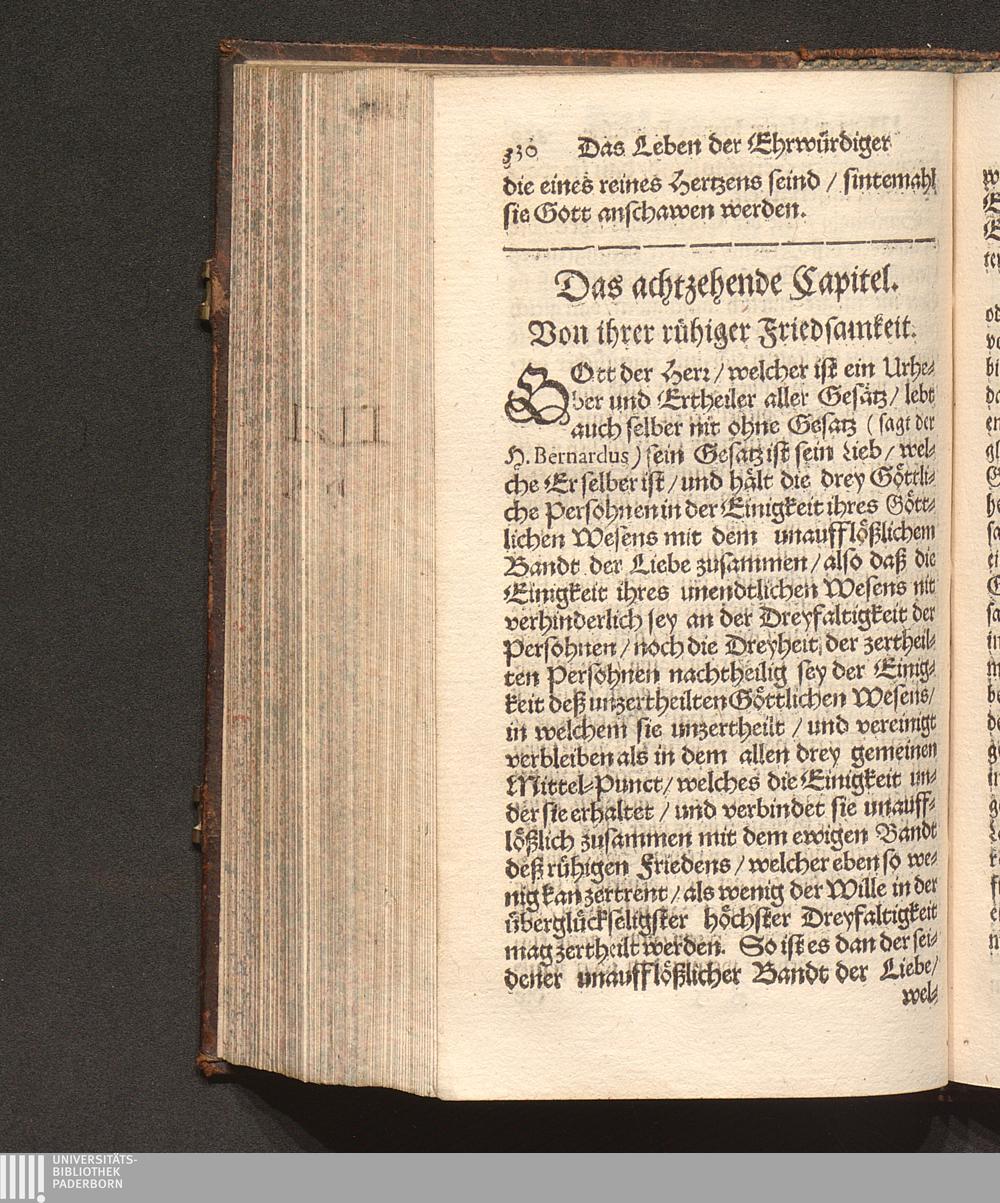 530 Das Leben der Ehrwürdiger
die eines reines Hertzens seind / sintemahl
sie Gott anschawen werden.
Das achtzehende Capitel.
Von ihrer rühiger Friedsamkeit.
GOtt der Herr / welcher ist ein Urhe-
ber und Ertheiler aller Gesätz / lebt
auch selber nit ohne Gesatz ( sagt der
H. Bernardus ) sein Gesatz ist sein Lieb / wel-
che Er selber ist / und hält die drey Göttli-
che Persohnen in der Einigkeit ihres Gött-
lichen Wesens mit dem unaufflößlichem
Bandt der Liebe zusammen / also daß die
Einigkeit ihres unendtlichen Wesens nit
verhinderlich sey an der Dreyfaltigkeit der
Persohnen / noch die Dreyheit der zertheil-
ten Persohnen nachtheilig sey der Einig-
keit deß unzertheilten Göttlichen Wesens /
in welchem sie unzertheilt / und vereinigt
verbleiben als in dem allen drey gemeinen
Mittel-Punct / welches die Einigkeit un-
der sie erhaltet / und verbindet sie unauff-
lößlich zusammen mit dem ewigen Bandt
deß rühigen Friedens / welcher eben so we-
nig kan zertrent / als wenig der Wille in der
überglückseligster höchster Dreyfaltigkeit
mag zertheilt werden. So ist es dan der sei-
dener unaufflößlicher Bandt der Liebe /
wel-
UNIVERSITÄTS-
BIBLIOTHEK
PADERBORN